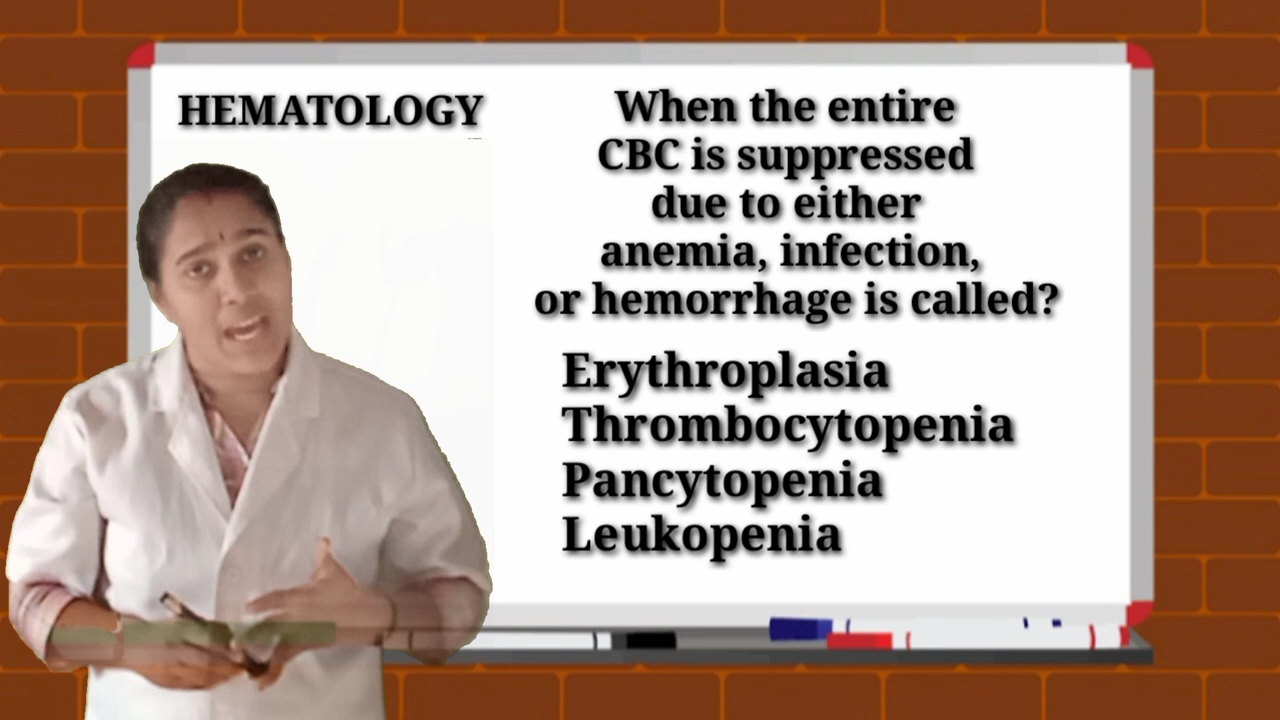 HEMATOLOGY
When the entire
CBC is suppressed
due to either
anemia, infection,
or hemorrhage is called?
Erythroplasia
Thrombocytopenia
Pancytopenia
Leukopenia